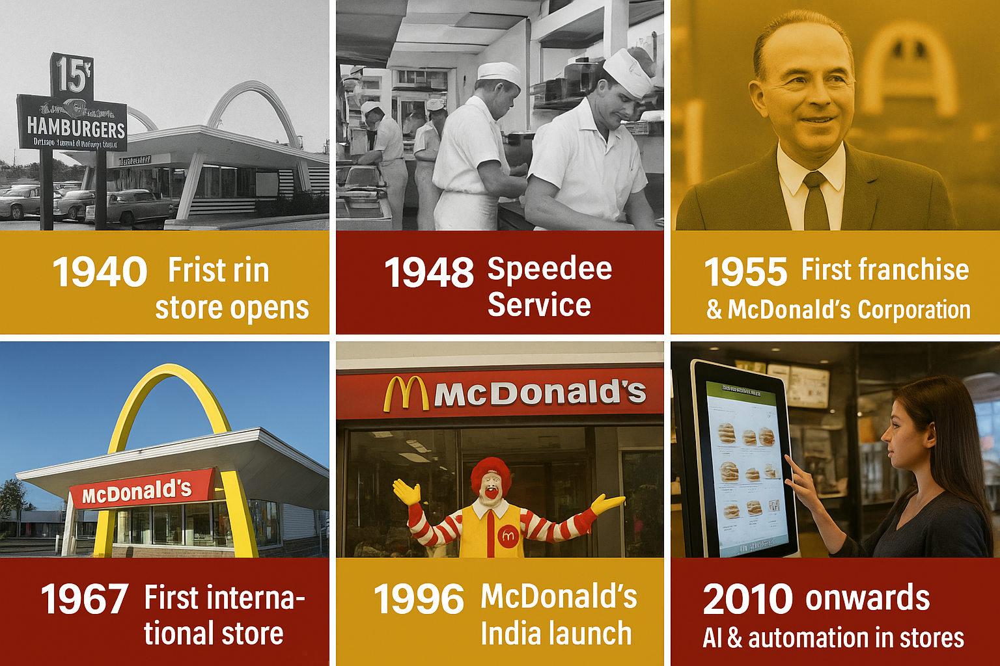 15¢
HAMBURGERS
1940 Frist rin
store opens
1948 Speedee
Service
1955 First franchise
& McDonald's Corporation
McDonald's
1967 First interna-
tional store
McDonald's
1996 McDonald's
India launch
2010 onwards
AI & automation in stores